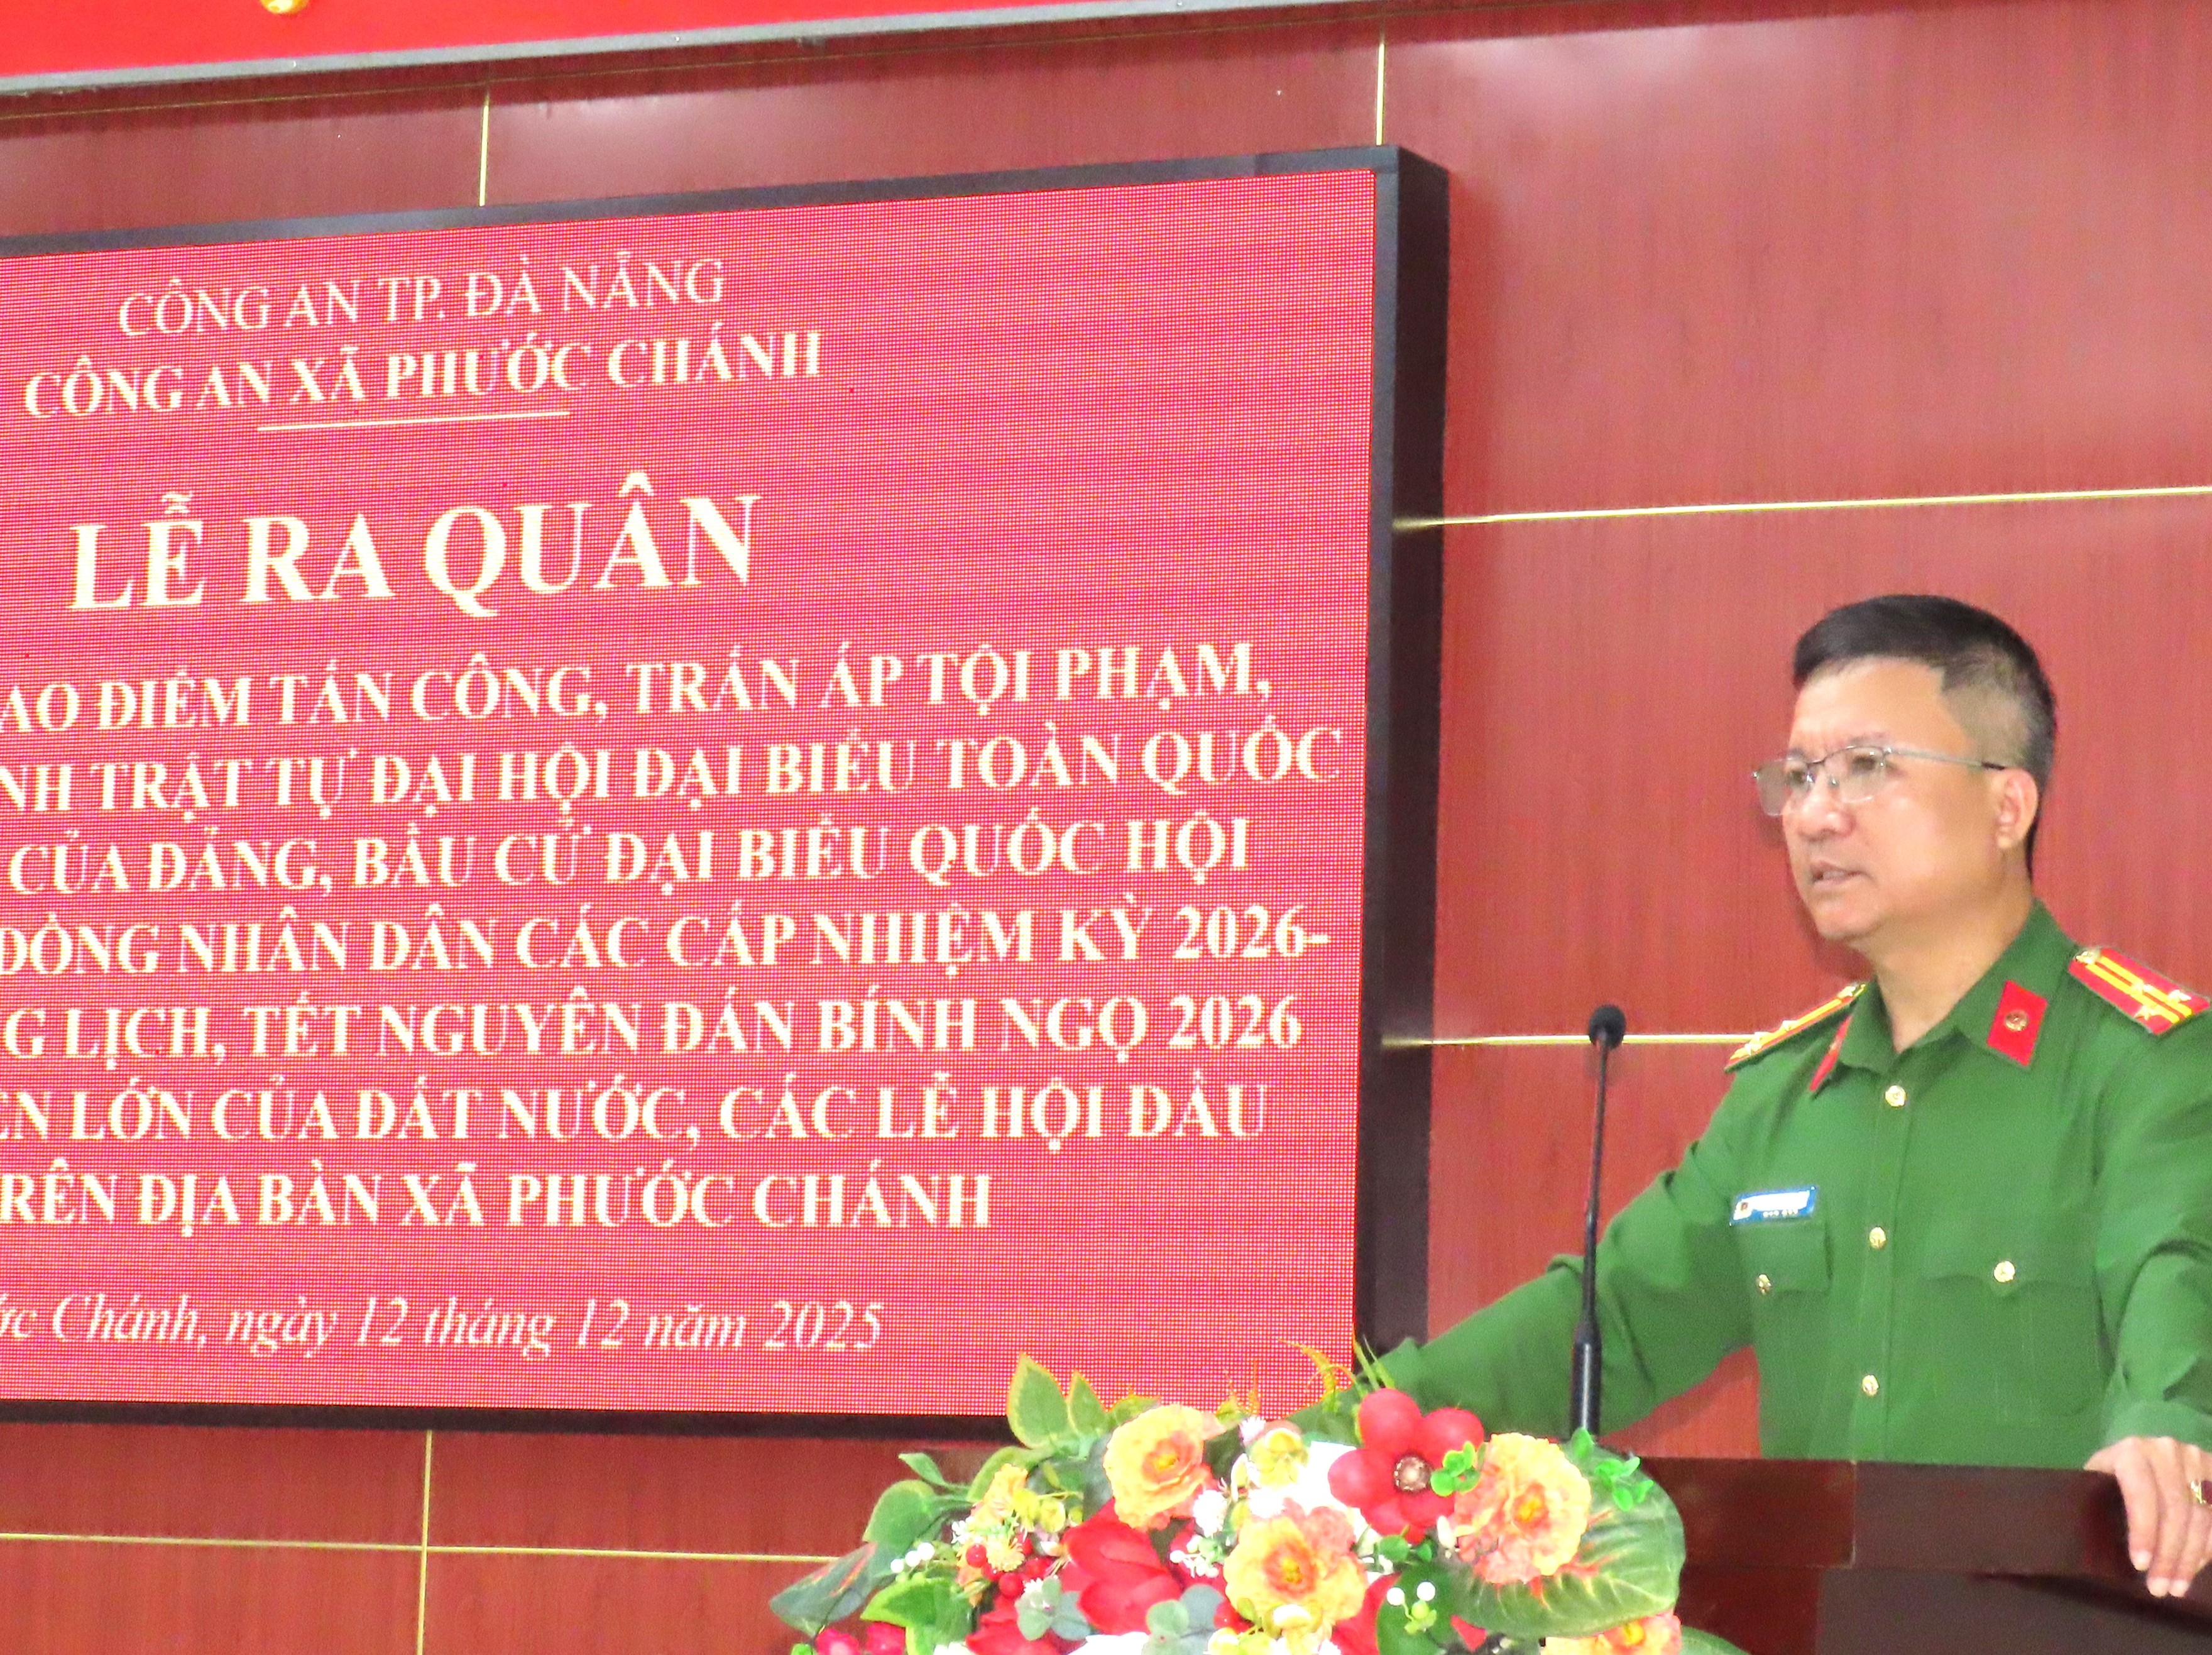 CÔNG AN TP. ĐÀ NẴNG
CÔNG AN XÃ PHƯỚC CHÁNH
LỄ RA QUÂN
AO ĐIỂM TẤN CÔNG, TRẤN ÁP TỘI PHẠM,
NH TRẬT TỰ ĐẠI HỘI ĐẠI BIỂU TOÀN QUỐC
CỦA ĐẢNG, BẦU CỬ ĐẠI BIỂU QUỐC HỘI
ĐỒNG NHÂN DÂN CÁC CẤP NHIỆM KỲ 2026-
G LỊCH, TẾT NGUYÊN ĐÁN BÍNH NGỌ 2026
ỆN LỚN CỦA ĐẤT NƯỚC, CÁC LỄ HỘI ĐẦU
RÊN ĐỊA BÀN XÃ PHƯỚC CHÁNH
ớc Chánh, ngày 12 tháng 12 năm 2025